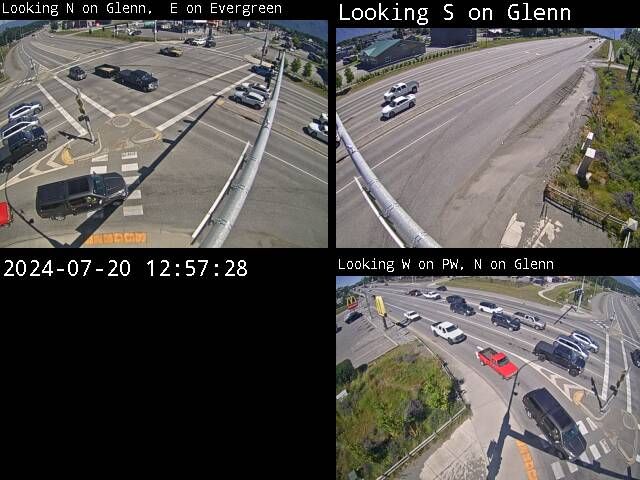 Looking N on Glenn,  E on Evergreen
Looking S on Glenn
2024-07-20 12:57:28
Looking W on PW, N on Glenn